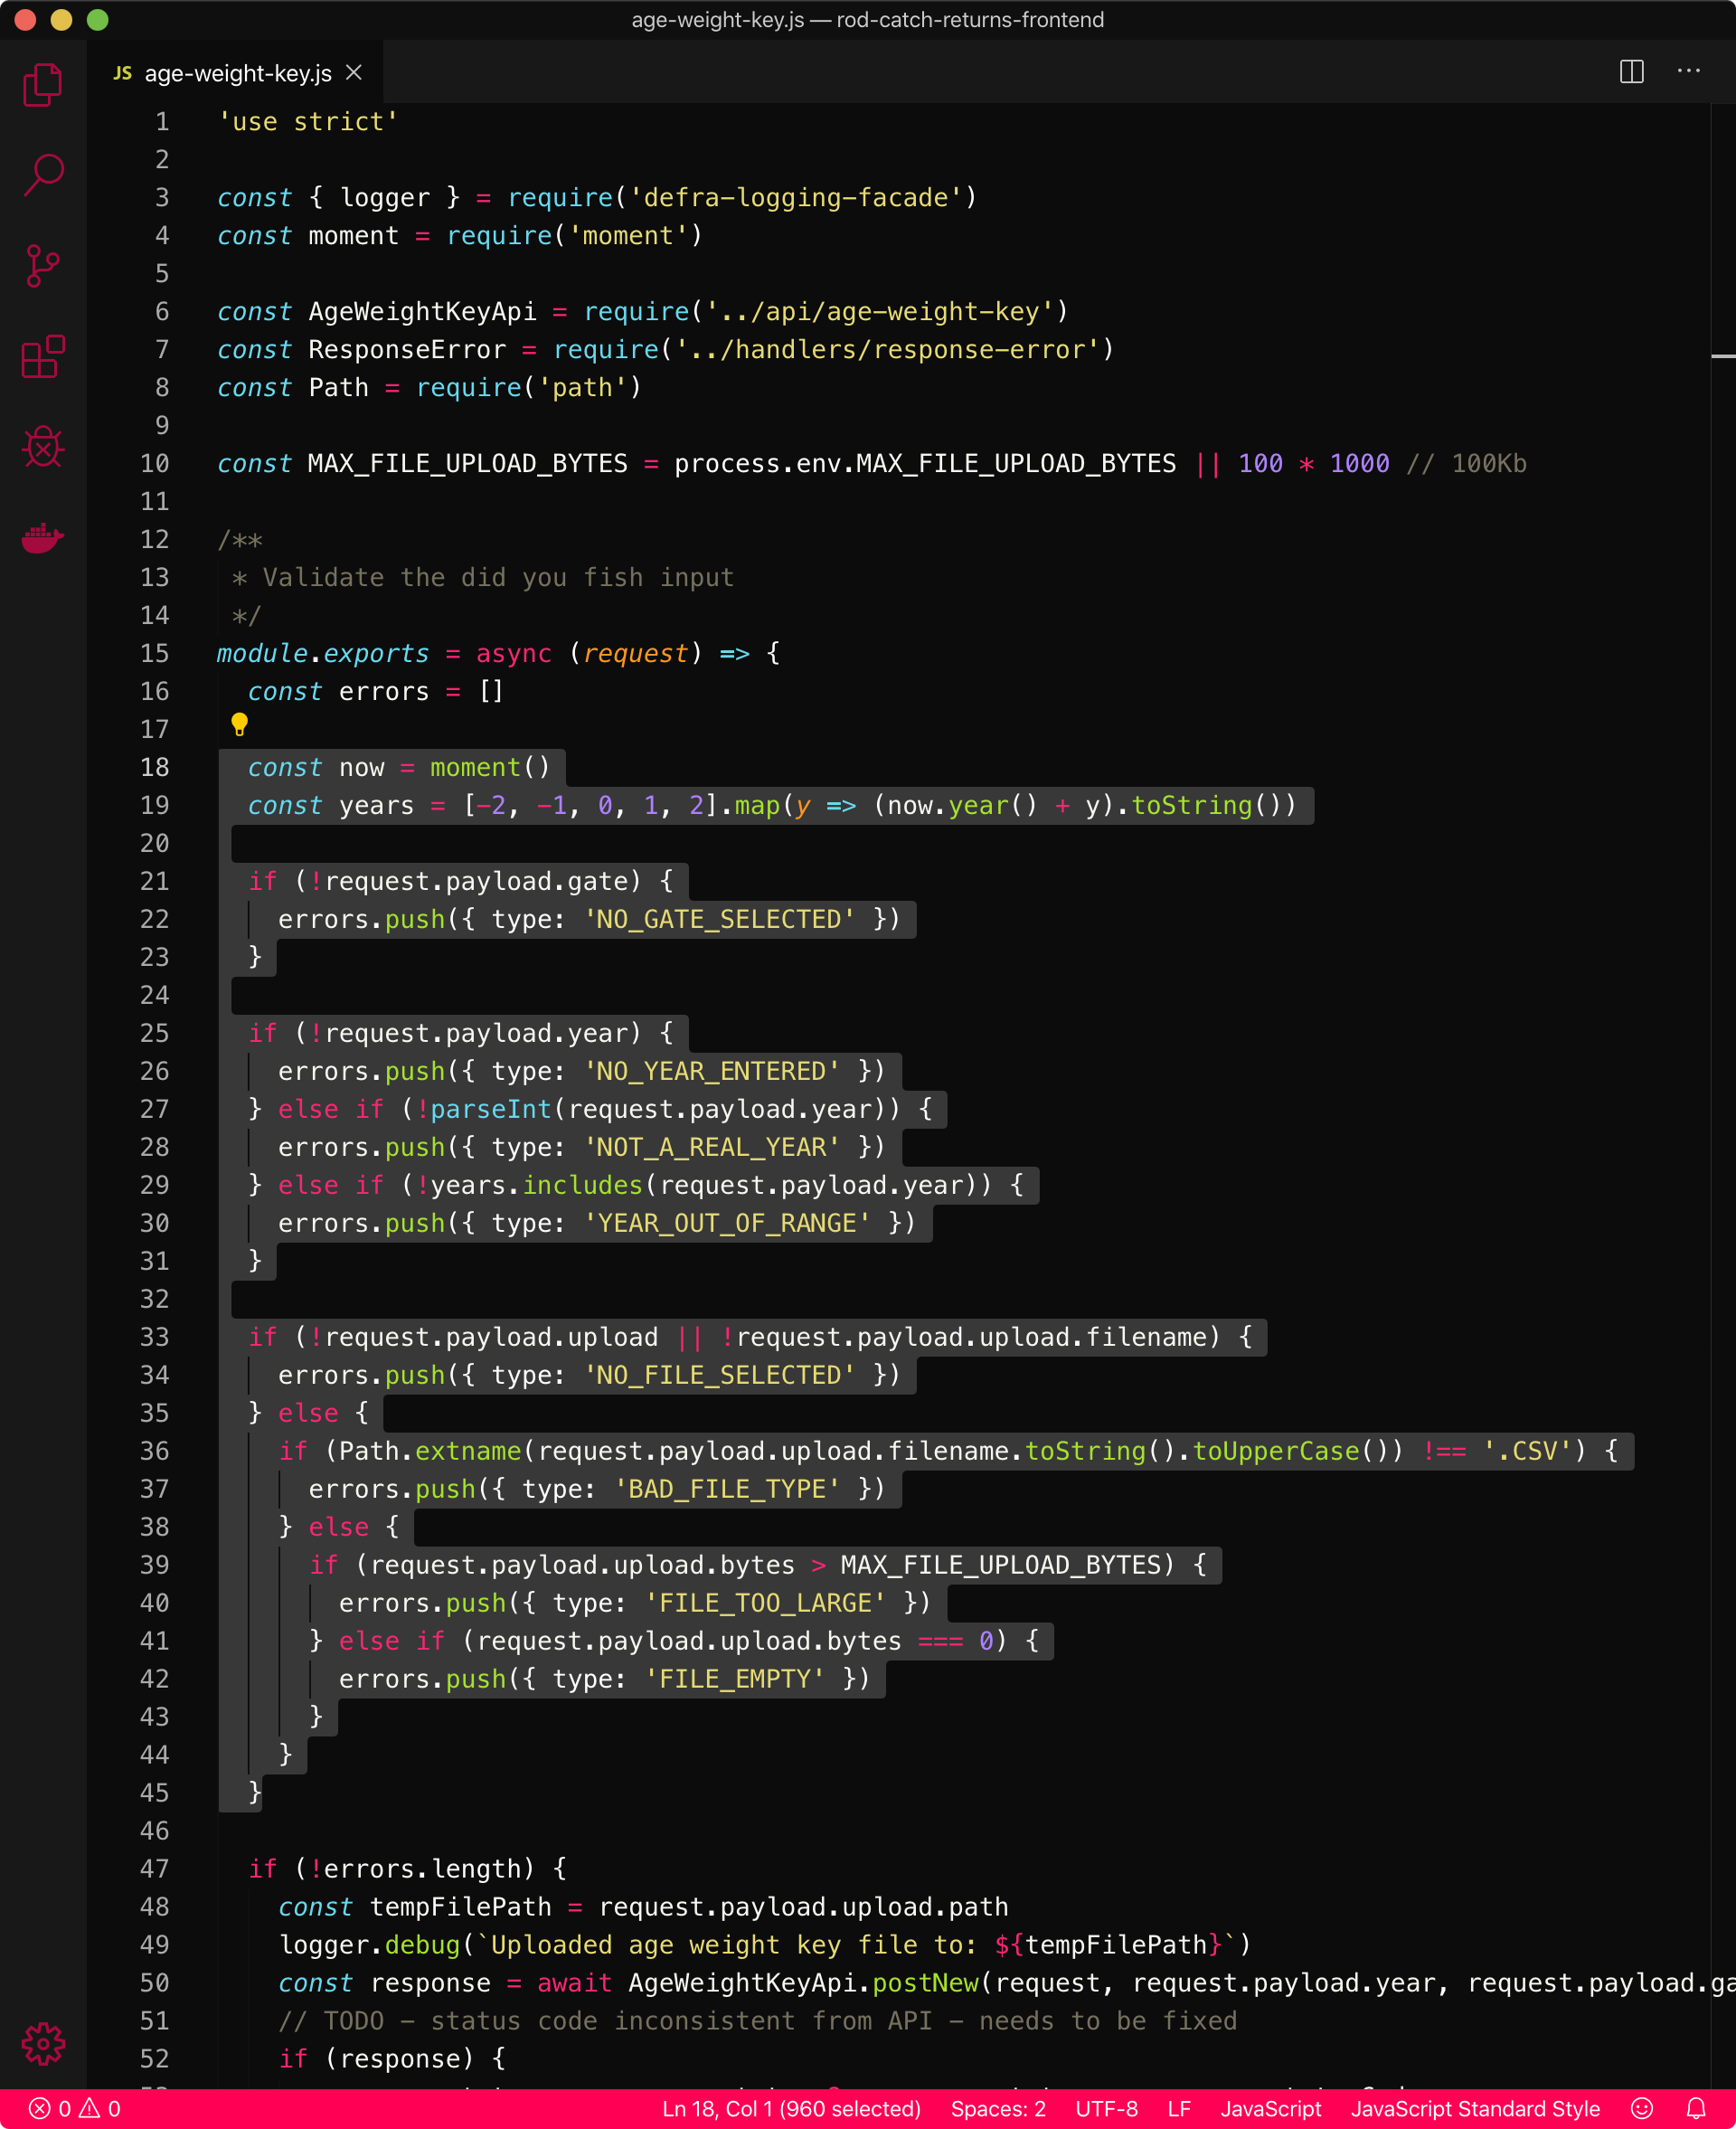 age-weight-key.js — rod-catch-returns-frontend
JS age-weight-key.js
1 'use strict'
2
3 const { logger } = require('defra-logging-facade')
4 const moment = require('moment')
5
6 const AgeWeightKeyApi = require('../api/age-weight-key')
7 const ResponseError = require('../handlers/response-error')
8 const Path = require('path')
9
10 const MAX_FILE_UPLOAD_BYTES = process.env.MAX_FILE_UPLOAD_BYTES || 100 * 1000 // 100Kb
11
12 /**
13 * Validate the did you fish input
14 */
15 module.exports = async (request) => {
16 const errors = []
17
18 const now = moment()
19 const years = [-2, -1, 0, 1, 2].map(y => (now.year() + y).toString())
20
21 if (!request.payload.gate) {
22 errors.push({ type: 'NO_GATE_SELECTED' })
23 }
24
25 if (!request.payload.year) {
26 errors.push({ type: 'NO_YEAR_ENTERED' })
27 } else if (!parseInt(request.payload.year)) {
28 errors.push({ type: 'NOT_A_REAL_YEAR' })
29 } else if (!years.includes(request.payload.year)) {
30 errors.push({ type: 'YEAR_OUT_OF_RANGE' })
31 }
32
33 if (!request.payload.upload || !request.payload.upload.filename) {
34 errors.push({ type: 'NO_FILE_SELECTED' })
35 } else {
36 if (Path.extname(request.payload.upload.filename.toString().toUpperCase()) !== '.CSV') {
37 errors.push({ type: 'BAD_FILE_TYPE' })
38 } else {
39 if (request.payload.upload.bytes > MAX_FILE_UPLOAD_BYTES) {
40 errors.push({ type: 'FILE_TOO_LARGE' })
41 } else if (request.payload.upload.bytes === 0) {
42 errors.push({ type: 'FILE_EMPTY' })
43 }
44 }
45 }
46
47 if (!errors.length) {
48 const tempFilePath = request.payload.upload.path
49 logger.debug(`Uploaded age weight key file to: ${tempFilePath}`)
50 const response = await AgeWeightKeyApi.postNew(request, request.payload.year, request.payload.ga
51 // TODO - status code inconsistent from API - needs to be fixed
52 if (response) {
0 0 Ln 18, Col 1 (960 selected) Spaces: 2 UTF-8 LF JavaScript JavaScript Standard Style